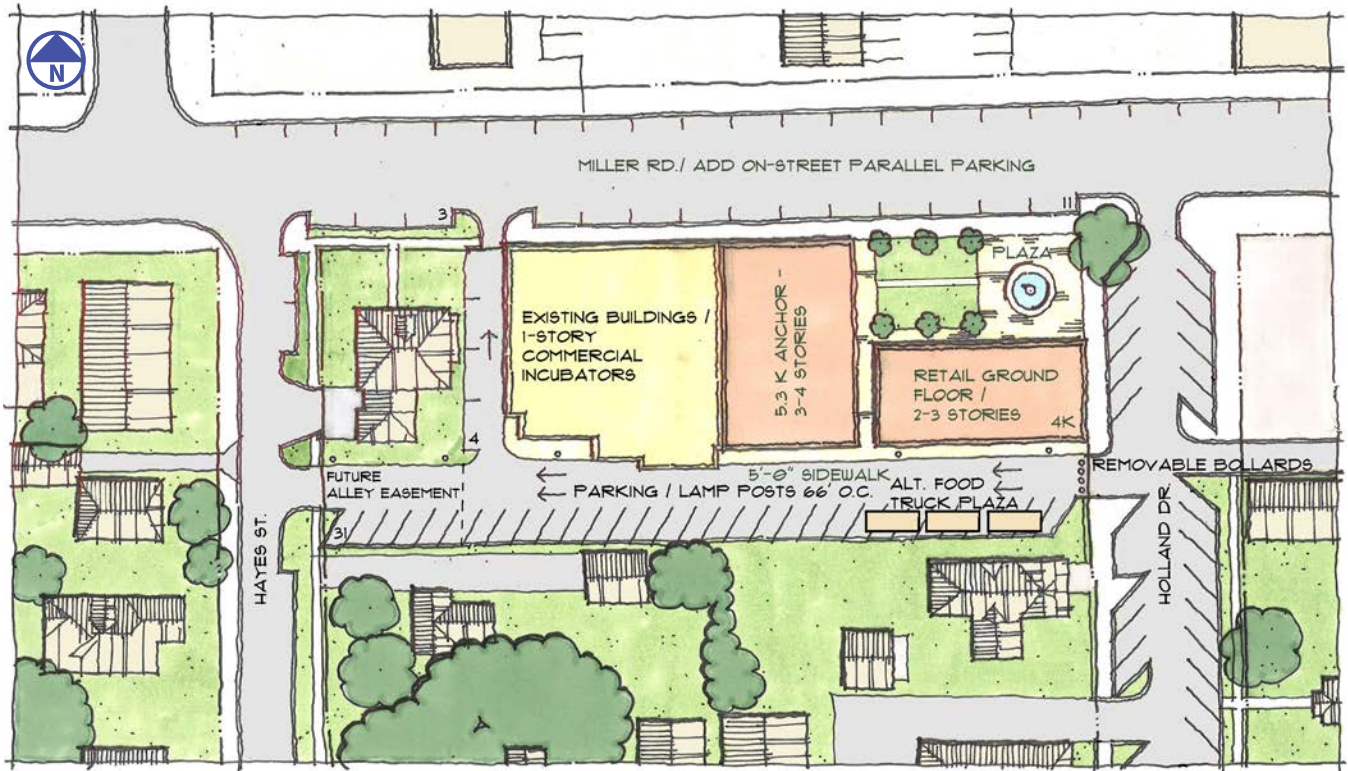 N
MILLER RD./ ADD ON-STREET PARALLEL PARKING
3
11
PLAZA
EXISTING BUILDINGS /
1-STORY
COMMERCIAL
INCUBATORS
5.3 K ANCHOR -
3-4 STORIES
RETAIL GROUND
FLOOR /
2-3 STORIES
4K
4
FUTURE
ALLEY EASEMENT
5'-0" SIDEWALK
PARKING / LAMP POSTS 66' O.C.
ALT. FOOD
TRUCK PLAZA
REMOVABLE BOLLARDS
31
HAYES ST.
HOLLAND DR.